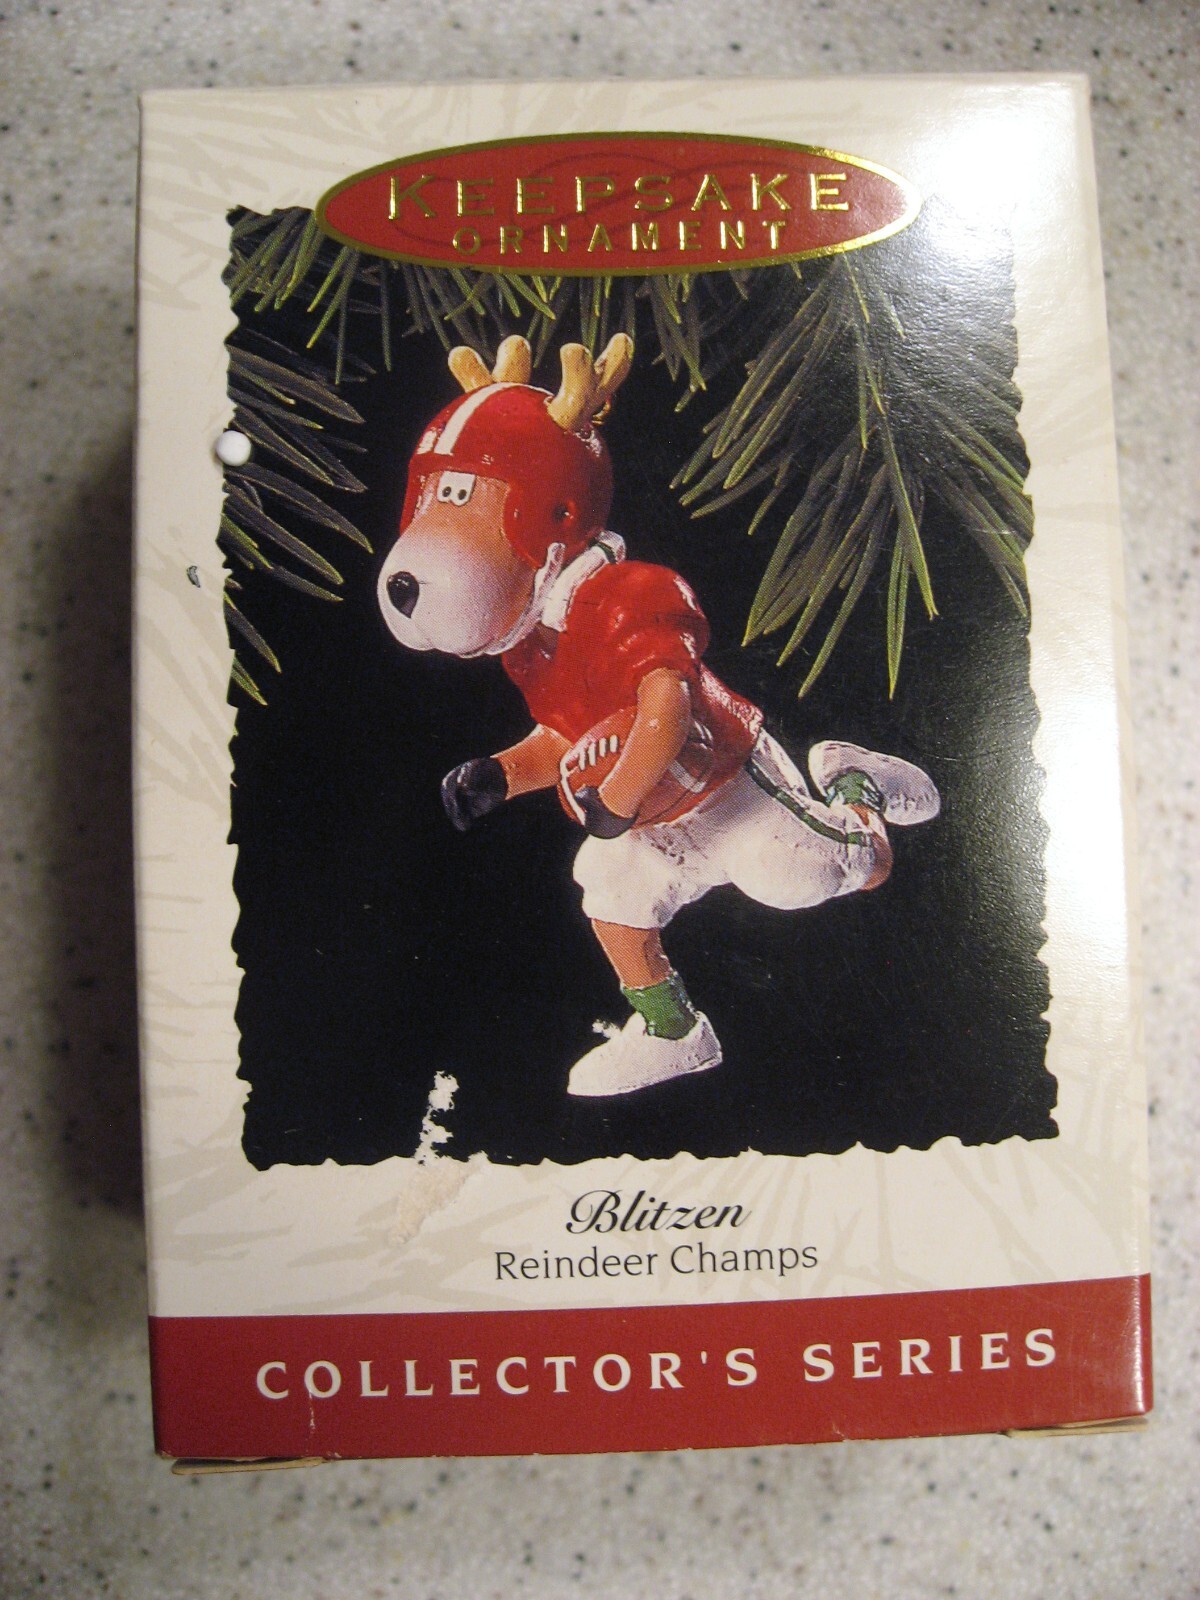 KEEPSAKE
ORNAMENT
Blitzen
Reindeer Champs
COLLECTOR'S SERIES